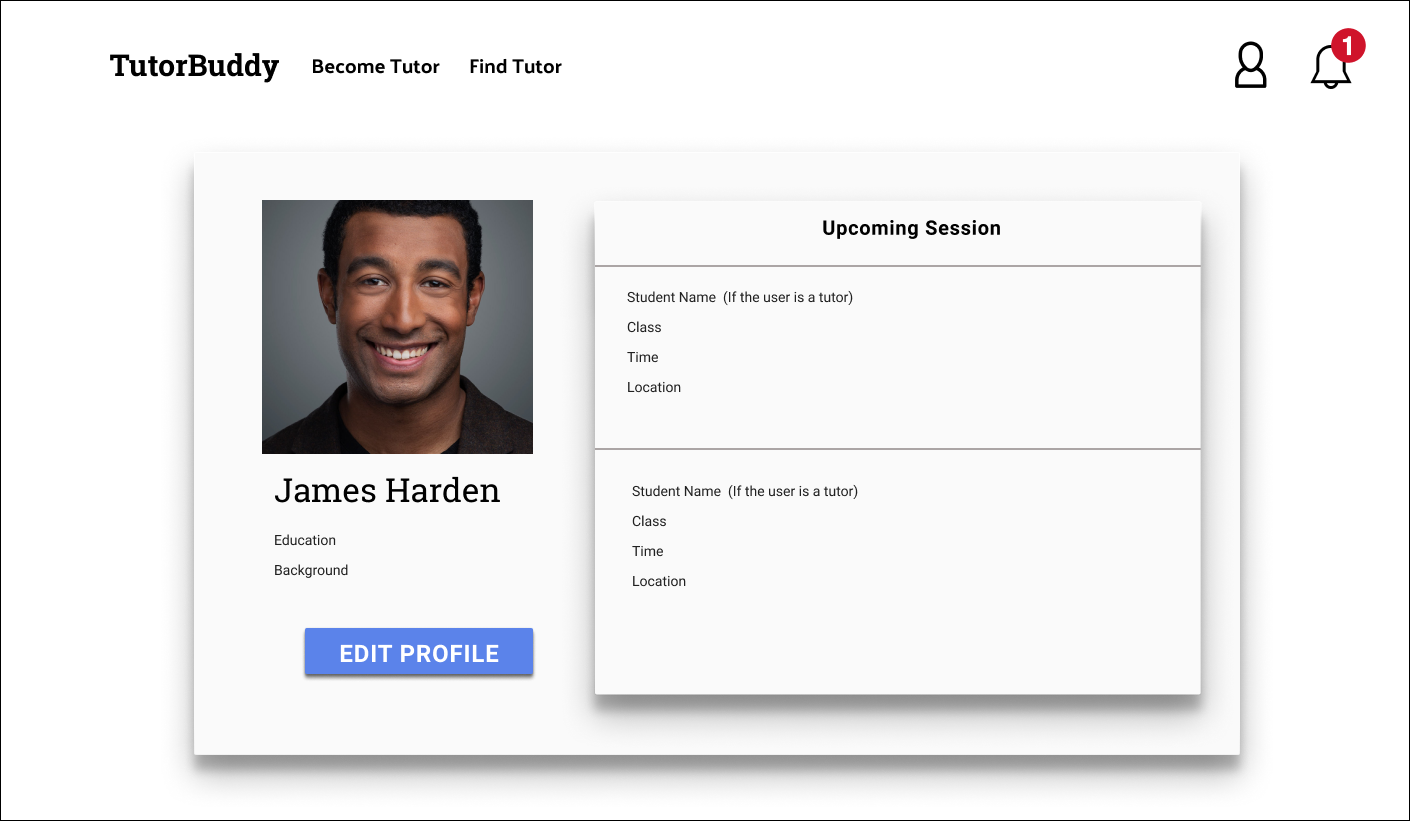 TutorBuddy Become Tutor Find Tutor 1
James Harden
Education
Background
EDIT PROFILE
Upcoming Session
Student Name (If the user is a tutor)
Class
Time
Location
Student Name (If the user is a tutor)
Class
Time
Location